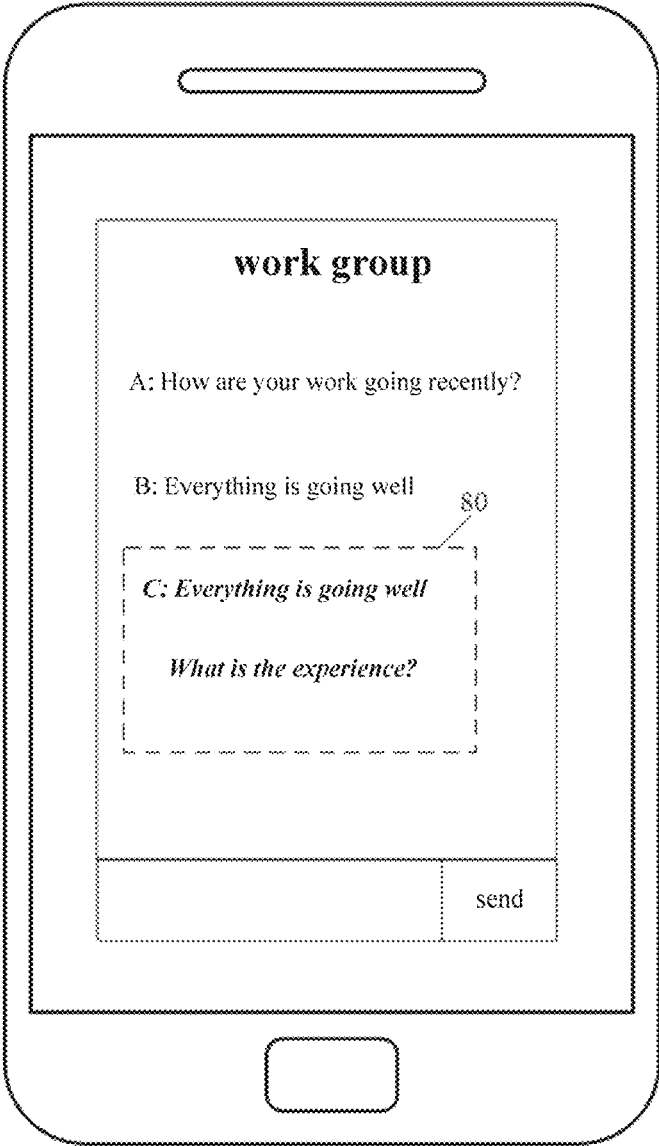 work group
A: How are your work going recently?
B: Everything is going well
80
C: Everything is going well
What is the experience?
send